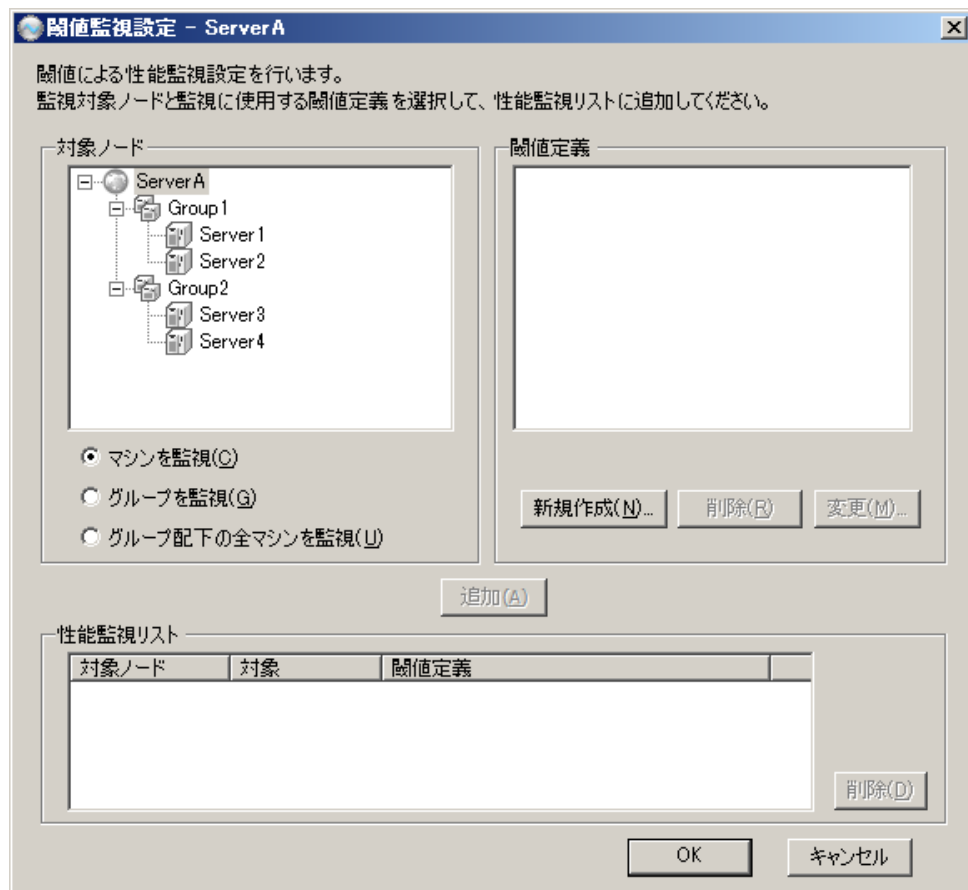 閾値監視設定 - ServerA
閾値による性能監視設定を行います。
監視対象ノードと監視に使用する閾値定義を選択して、性能監視リストに追加してください。
対象ノード
ServerA
Group1
Server1
Server2
Group2
Server3
Server4
マシンを監視(C)
グループを監視(G)
グループ配下の全マシンを監視(U)
閾値定義
新規作成(N)...
削除(R)
変更(M)...
追加(A)
性能監視リスト
対象ノード 対象 閾値定義
削除(D)
OK キャンセル